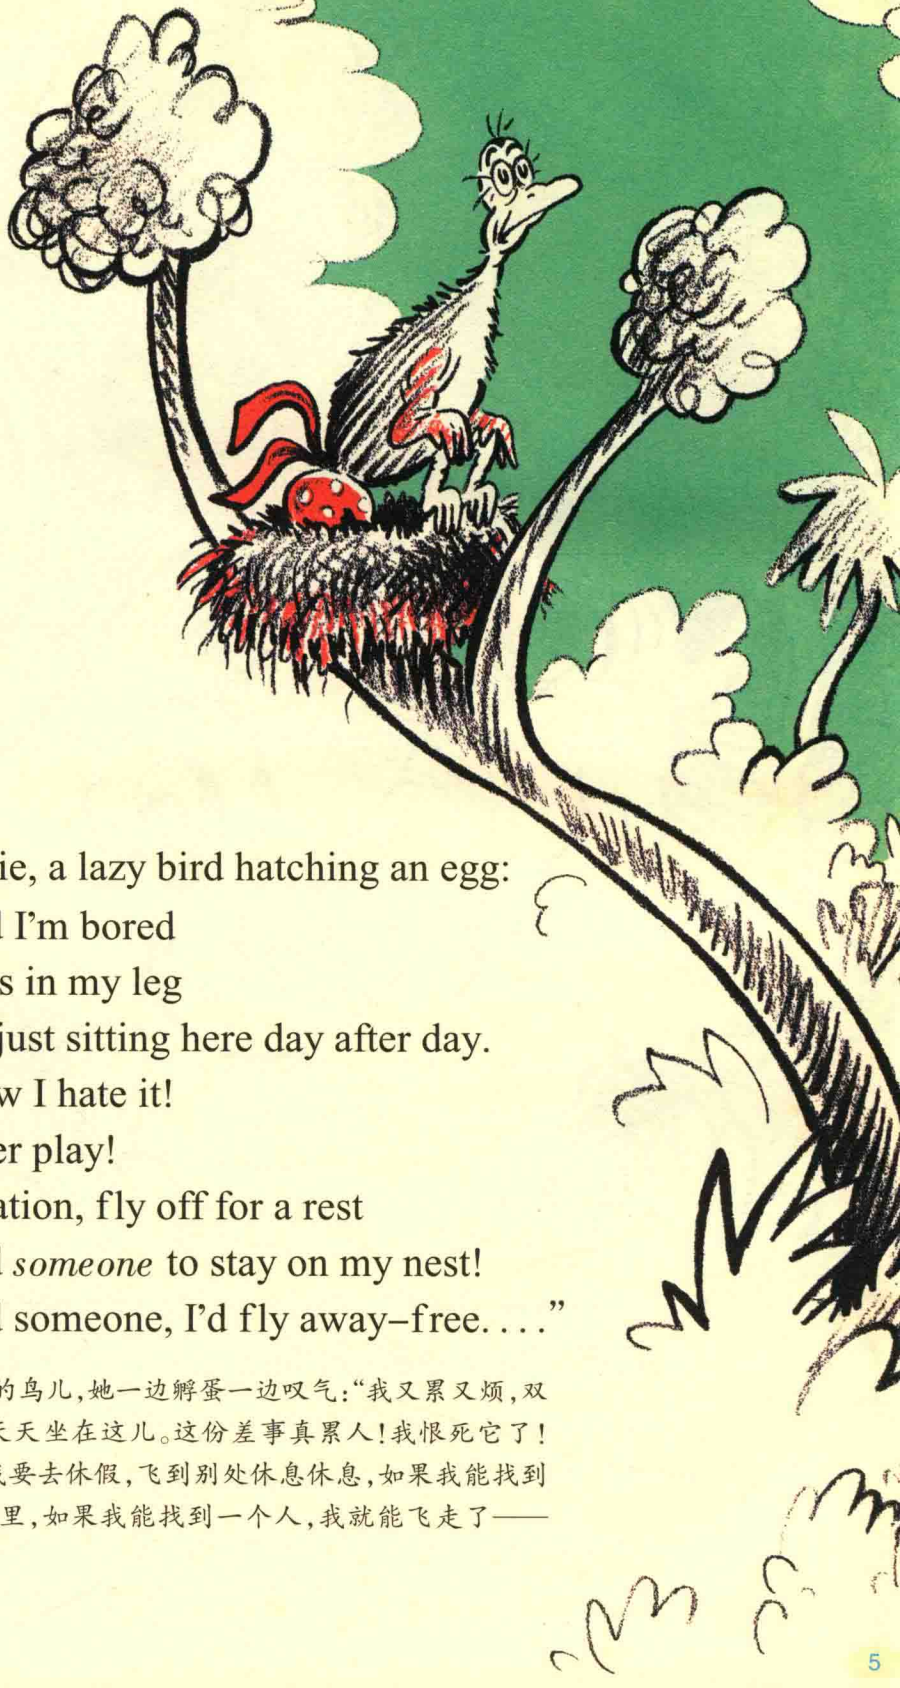 ie, a lazy bird hatching an egg:
I'm bored
s in my leg
just sitting here day after day.
w I hate it!
er play!
ation, fly off for a rest
someone to stay on my nest!
someone, I'd fly away–free. . . .”
的鸟儿,她一边孵蛋一边叹气:“我又累又烦,双
天天坐在这儿。这份差事真累人!我恨死它了!
我要去休假,飞到别处休息休息,如果我能找到
里,如果我能找到一个人,我就能飞走了——
5